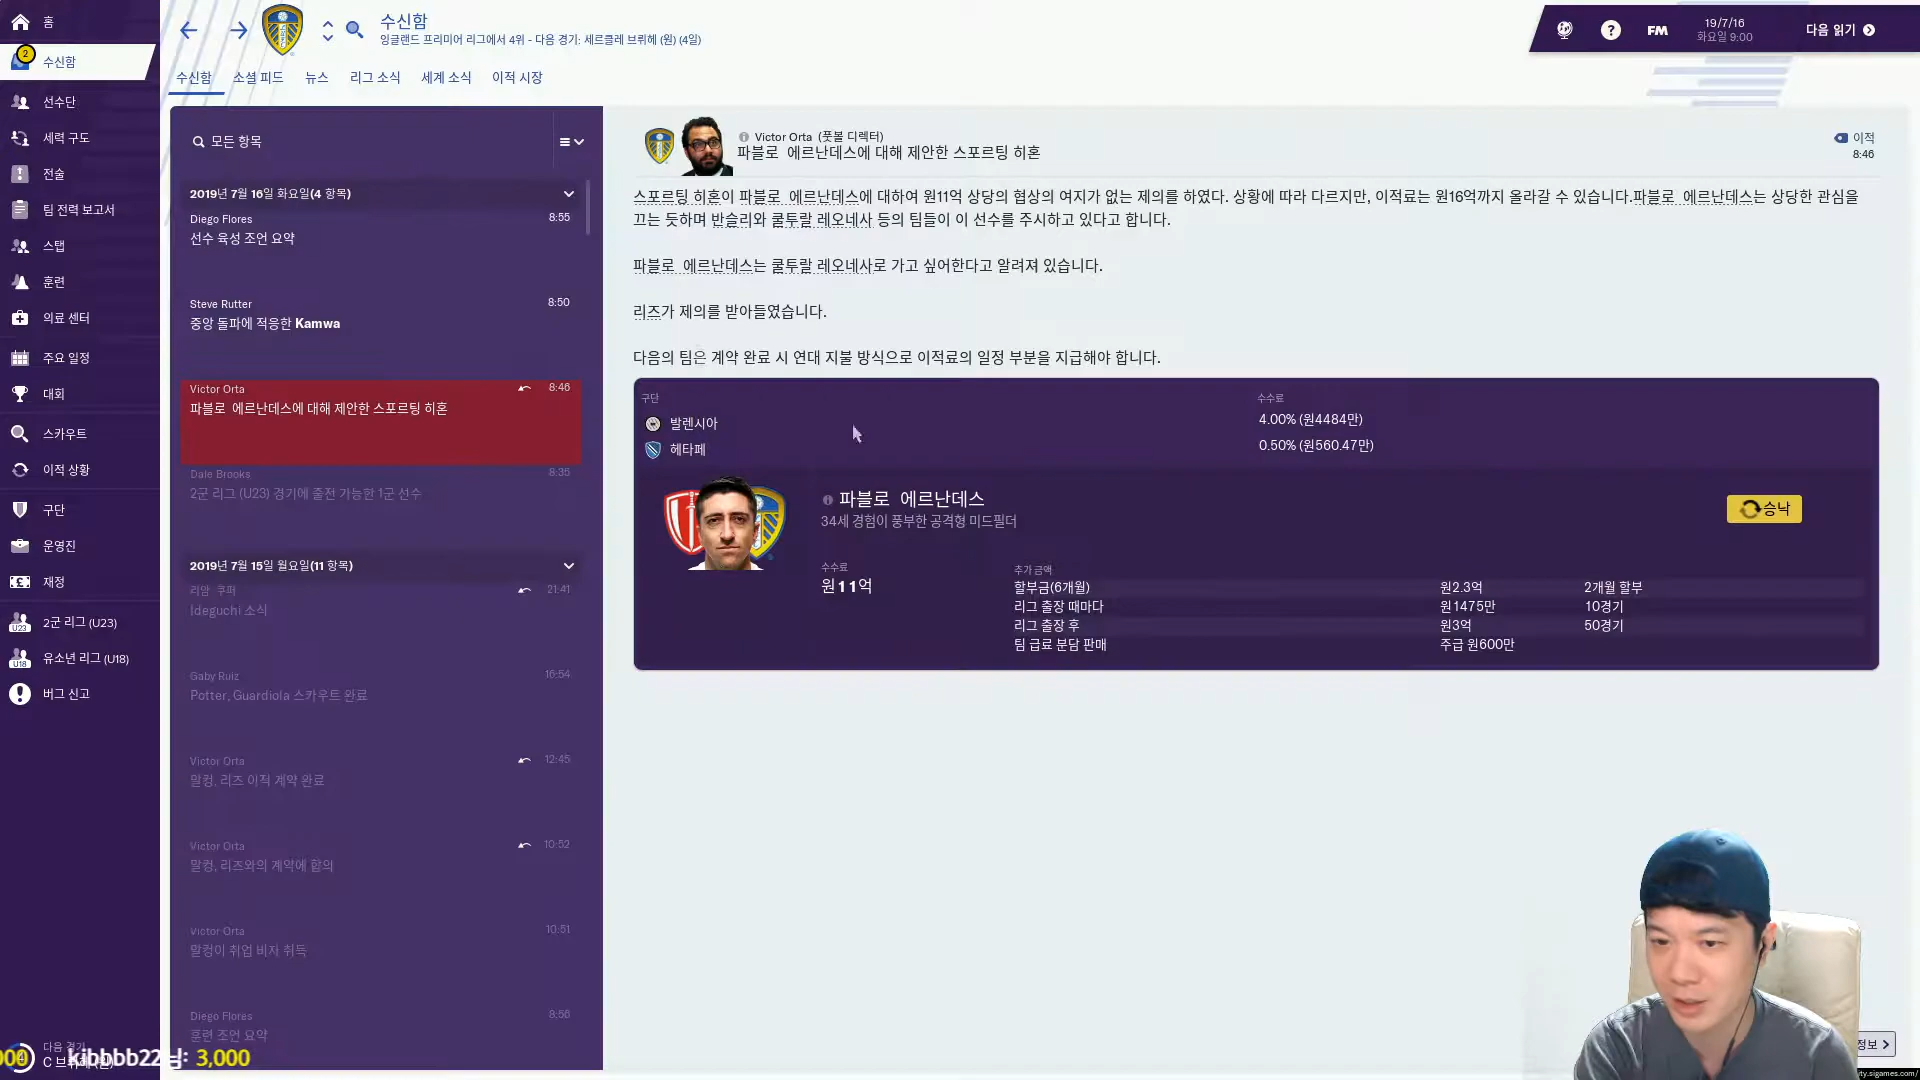 홈
수신함
잉글랜드 프리미어 리그에서 4위 - 다음 경기: 세르클레 브뤼헤 (원) (4일)
19/7/16
화요일 9:00
다음 읽기
FM
2
수신함
수신함 소셜 피드 뉴스 리그 소식 세계 소식 이적 시장
선수단
세력 구도
전술
팀 전력 보고서
스탭
훈련
의료 센터
주요 일정
대회
스카우트
이적 상황
구단
운영진
재정
2군 리그 (U23)
유소년 리그 (U18)
버그 신고
다음 경기
kibbbb22님: 3,000
모든 항목
2019년 7월 16일 화요일(4 항목)
Diego Flores 8:55
선수 육성 조언 요약
Steve Rutter 8:50
중앙 돌파에 적응한 Kamwa
Victor Orta 8:46
파블로 에르난데스에 대해 제안한 스포르팅 히혼
Dale Brooks 8:35
2군 리그 (U23) 경기에 출전 가능한 1군 선수
2019년 7월 15일 월요일(11 항목)
리암 쿠퍼 21:41
Ideguchi 소식
Gaby Ruiz 16:54
Potter, Guardiola 스카우트 완료
Victor Orta 12:45
말컹, 리즈 이적 계약 완료
Victor Orta 10:52
말컹, 리즈와의 계약에 합의
Victor Orta 10:51
말컹이 취업 비자 취득
Diego Flores 8:56
훈련 조언 요약
Victor Orta (풋볼 디렉터)
파블로 에르난데스에 대해 제안한 스포르팅 히혼
이적
8:46
스포르팅 히혼이 파블로 에르난데스에 대하여 원11억 상당의 협상의 여지가 없는 제의를 하였다. 상황에 따라 다르지만, 이적료는 원16억까지 올라갈 수 있습니다.파블로 에르난데스는 상당한 관심을
끄는 듯하며 반슬리와 쿨투랄 레오네사 등의 팀들이 이 선수를 주시하고 있다고 합니다.
파블로 에르난데스는 쿨투랄 레오네사로 가고 싶어한다고 알려져 있습니다.
리즈가 제의를 받아들였습니다.
다음의 팀은 계약 완료 시 연대 지불 방식으로 이적료의 일정 부분을 지급해야 합니다.
구단 수수료
발렌시아 4.00% (원4484만)
헤타페 0.50% (원560.47만)
파블로 에르난데스
34세 경험이 풍부한 공격형 미드필더
승낙
수수료
원11억
추가 금액
할부금(6개월) 원2.3억 2개월 할부
리그 출장 때마다 원1475만 10경기
리그 출장 후 원3억 50경기
팀 급료 분담 판매 주급 원600만
정보